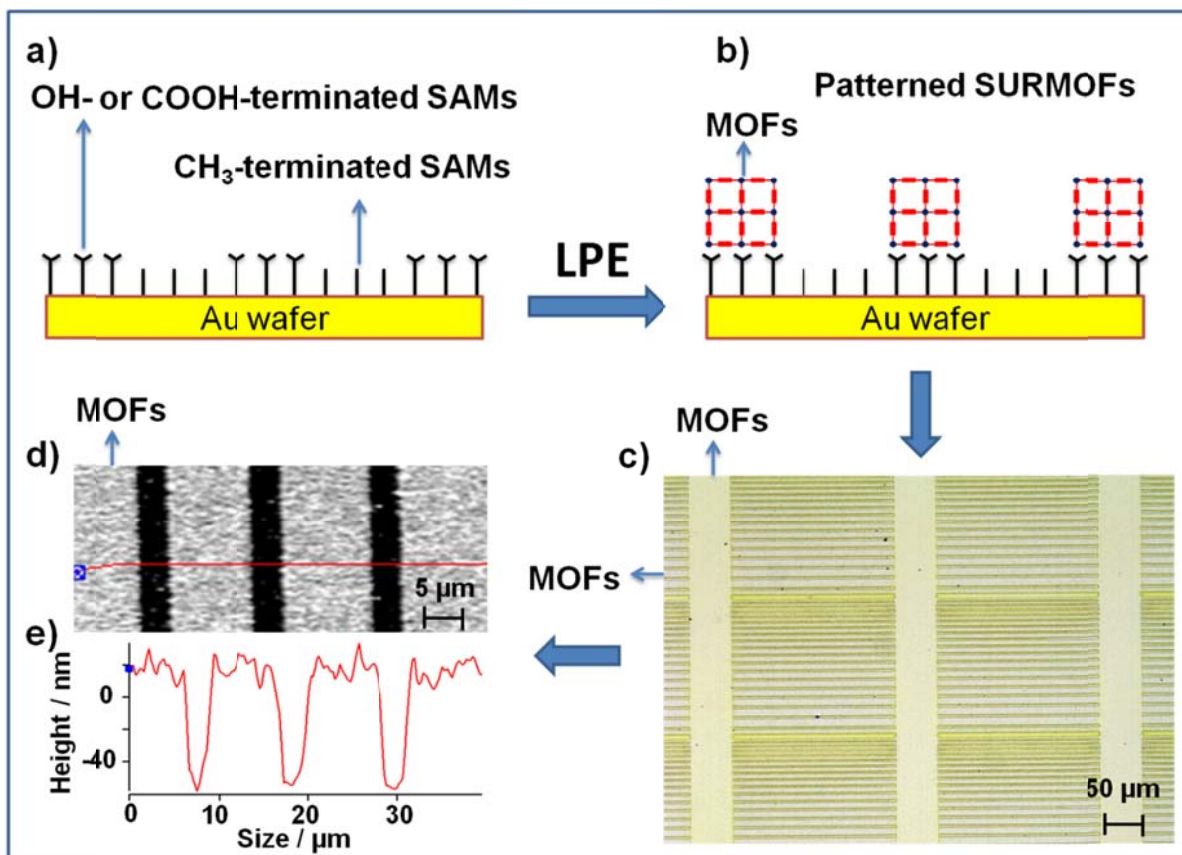 a)
OH- or COOH-terminated SAMs
CH₃-terminated SAMs
Au wafer
LPE
b)
Patterned SURMOFs
MOFs
Au wafer
MOFs
c)
MOFs
50 µm
MOFs
d)
5 µm
e)
Height / nm
0
-40
0
10
20
30
Size / µm